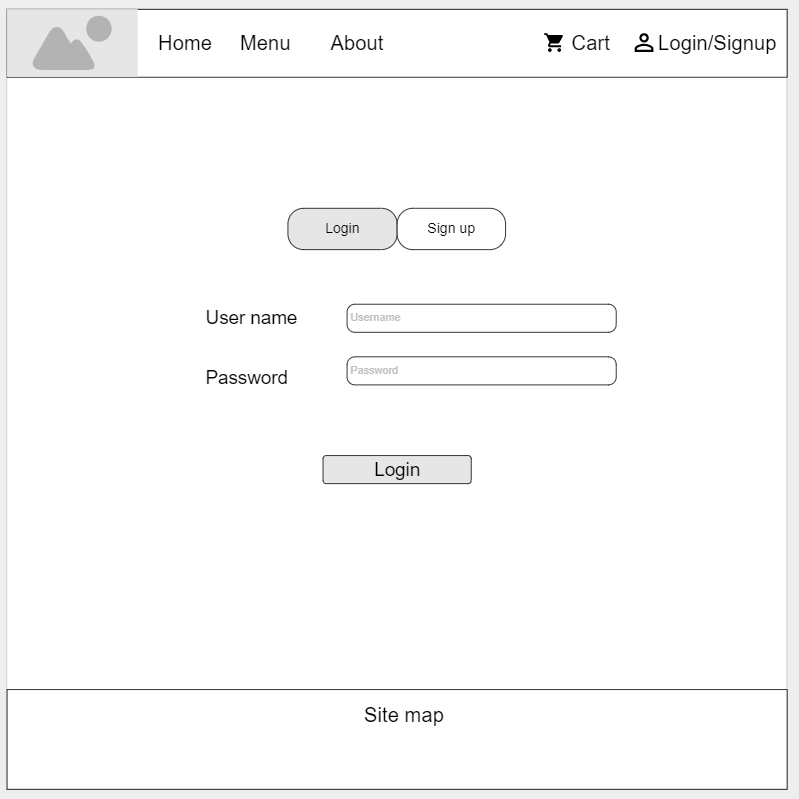 Home Menu About Cart Login/Signup
Login Sign up
User name Username
Password Password
Login
Site map